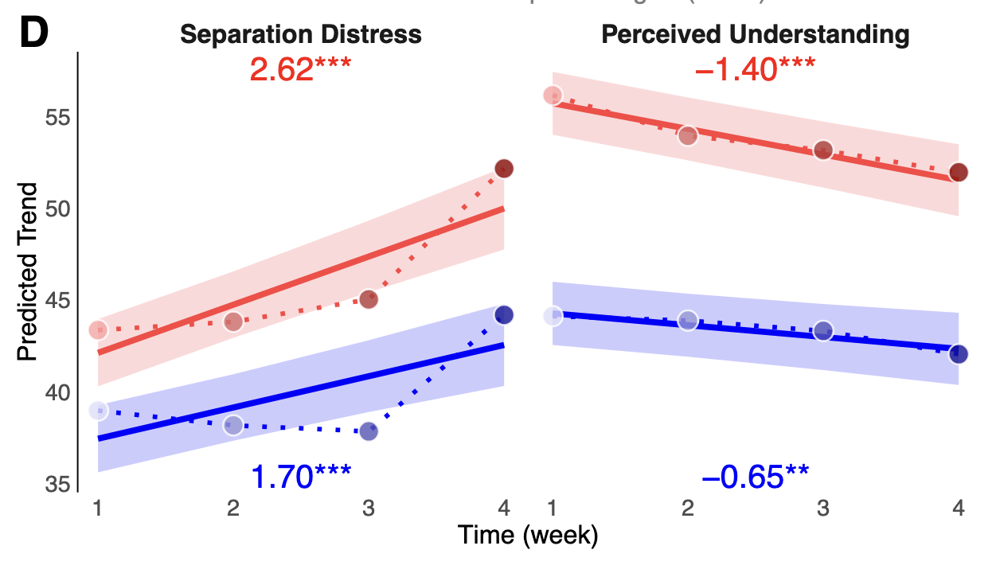 D
Separation Distress
Perceived Understanding
2.62***
−1.40***
55
50
45
40
35
Predicted Trend
1.70***
−0.65**
1 2 3 4
1 2 3 4
Time (week)